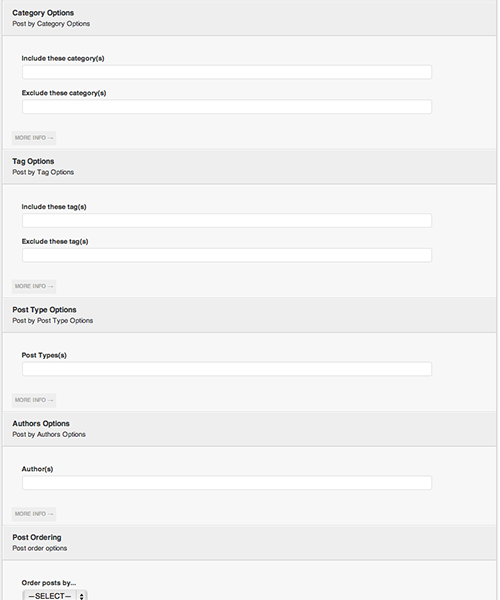 Category Options
Post by Category Options
Include these category(s)
Exclude these category(s)
MORE INFO →
Tag Options
Post by Tag Options
Include these tag(s)
Exclude these tag(s)
MORE INFO →
Post Type Options
Post by Post Type Options
Post Types(s)
MORE INFO →
Authors Options
Post by Authors Options
Author(s)
MORE INFO →
Post Ordering
Post order options
Order posts by...
—SELECT—